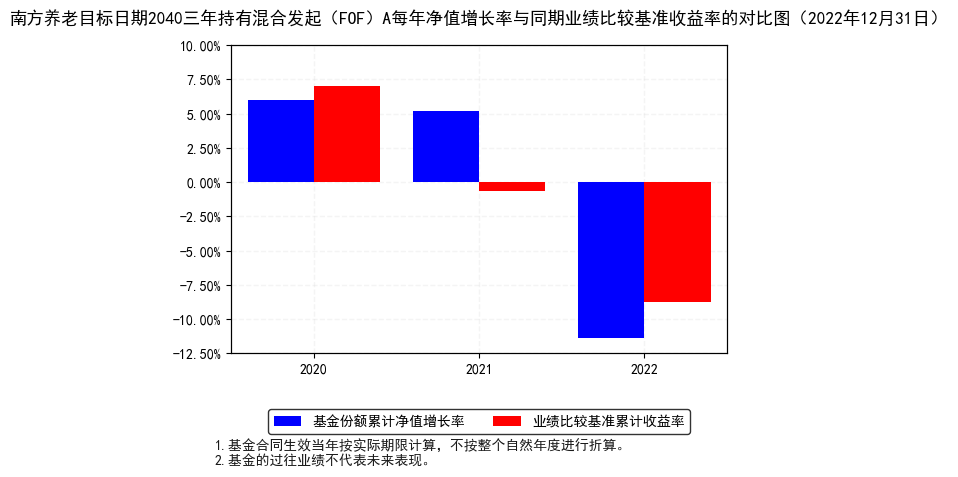 南方养老目标日期2040三年持有混合发起（FOF）A每年净值增长率与同期业绩比较基准收益率的对比图（2022年12月31日）
10.00%
7.50%
5.00%
2.50%
0.00%
−2.50%
−5.00%
−7.50%
−10.00%
−12.50%
2020 2021 2022
基金份额累计净值增长率 业绩比较基准累计收益率
1. 基金合同生效当年按实际期限计算，不按整个自然年度进行折算。
2. 基金的过往业绩不代表未来表现。